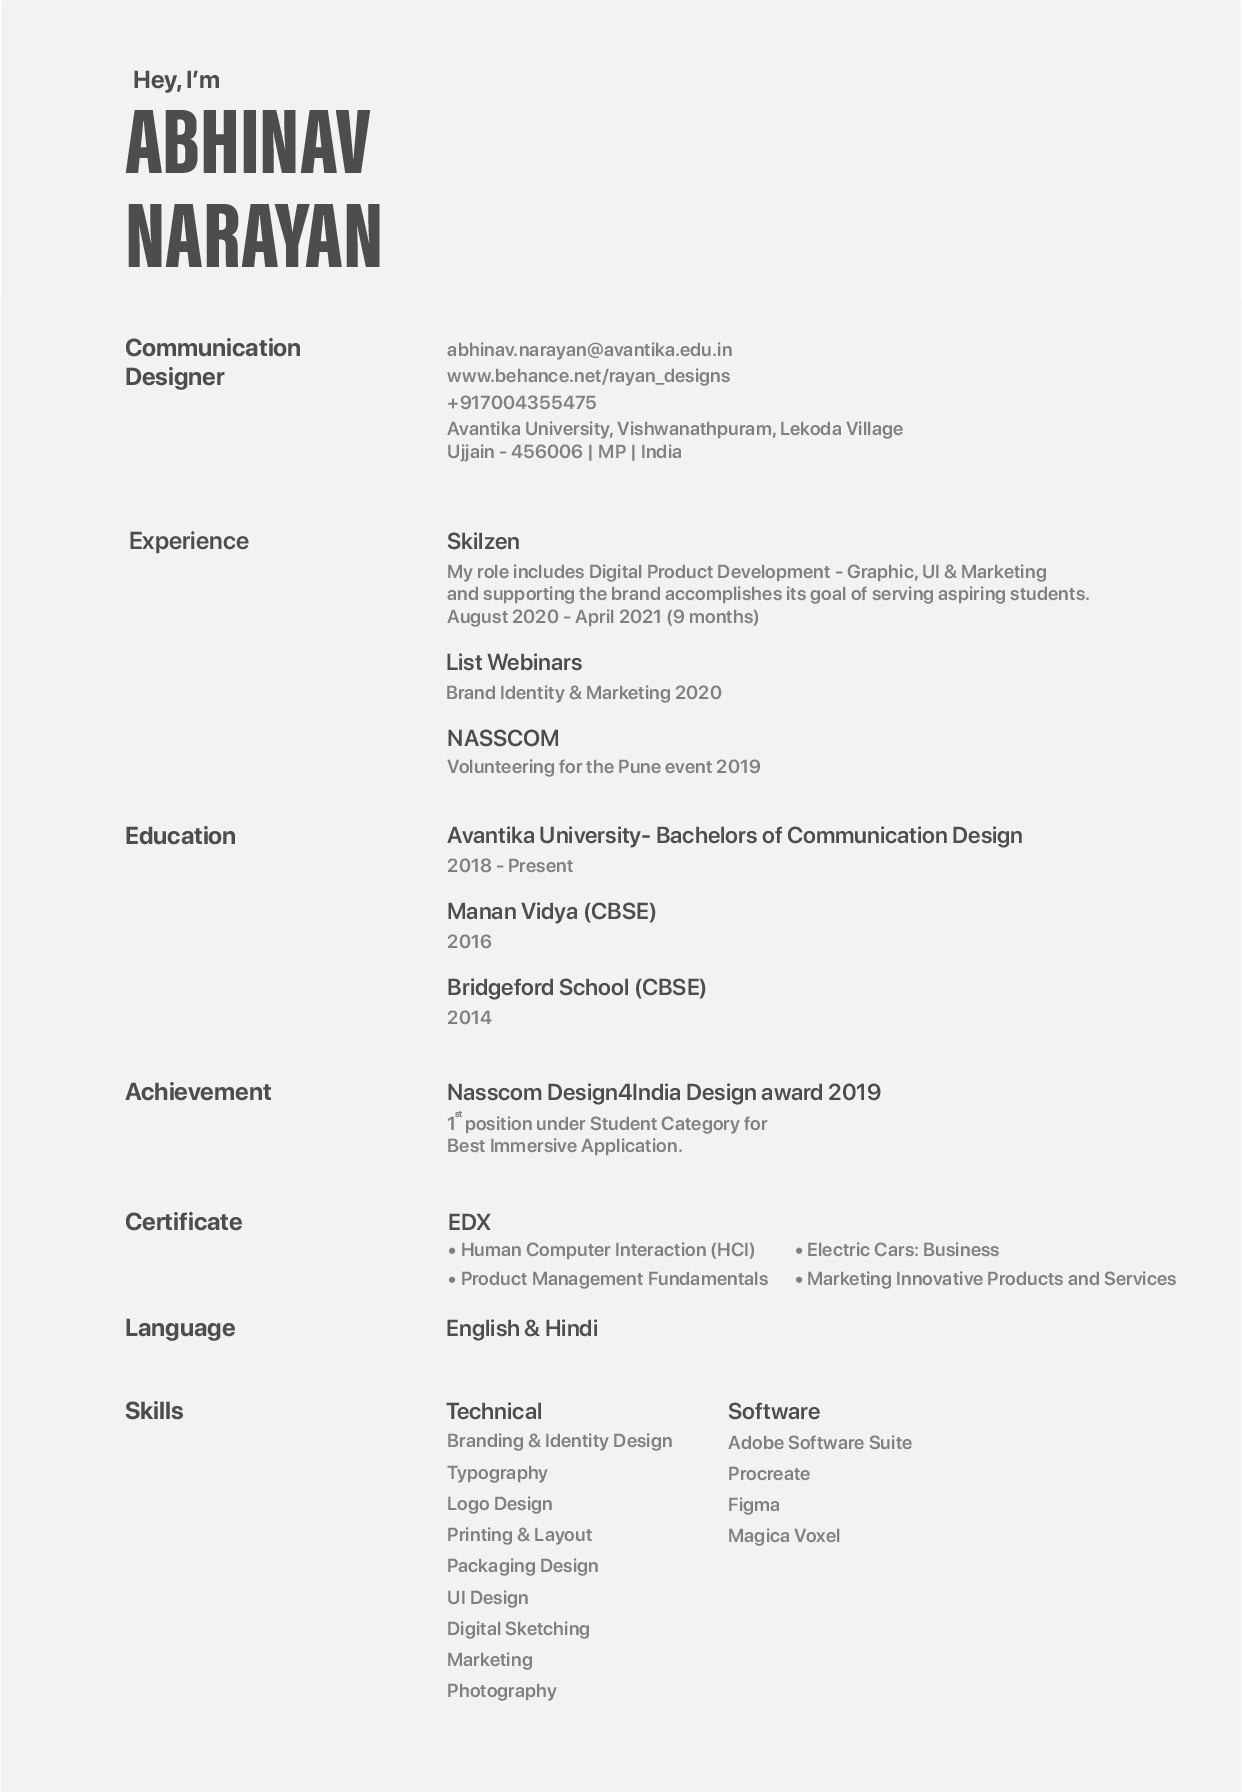 Hey, I'm
ABHINAV
NARAYAN
Communication
Designer
abhinav.narayan@avantika.edu.in
www.behance.net/rayan_designs
+917004355475
Avantika University, Vishwanathpuram, Lekoda Village
Ujjain - 456006 | MP | India
Experience
Skilzen
My role includes Digital Product Development - Graphic, UI & Marketing
and supporting the brand accomplishes its goal of serving aspiring students.
August 2020 - April 2021 (9 months)
List Webinars
Brand Identity & Marketing 2020
NASSCOM
Volunteering for the Pune event 2019
Education
Avantika University- Bachelors of Communication Design
2018 - Present
Manan Vidya (CBSE)
2016
Bridgeford School (CBSE)
2014
Achievement
Nasscom Design4India Design award 2019
1st position under Student Category for
Best Immersive Application.
Certificate
EDX
• Human Computer Interaction (HCI)
• Product Management Fundamentals
• Electric Cars: Business
• Marketing Innovative Products and Services
Language
English & Hindi
Skills
Technical
Branding & Identity Design
Typography
Logo Design
Printing & Layout
Packaging Design
UI Design
Digital Sketching
Marketing
Photography
Software
Adobe Software Suite
Procreate
Figma
Magica Voxel